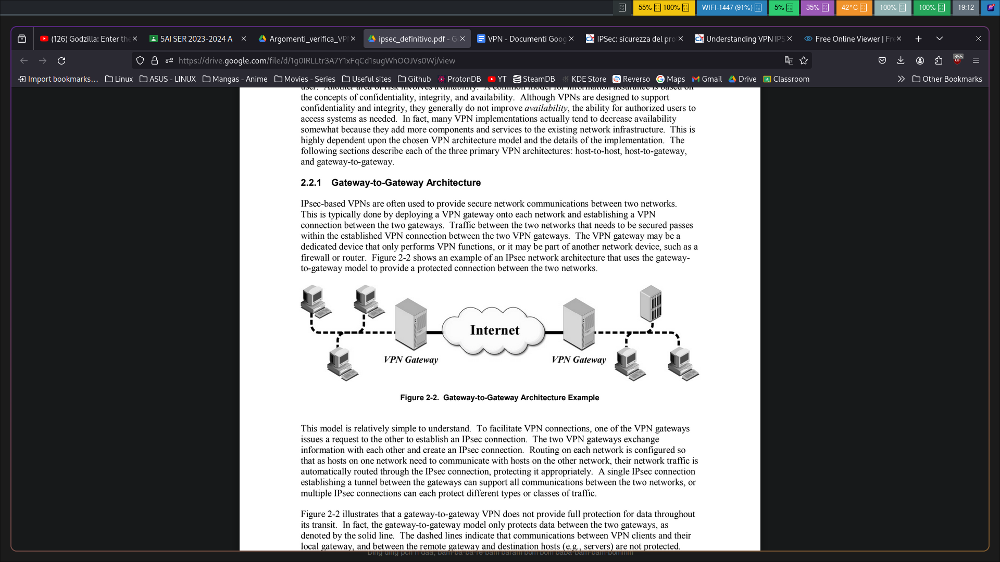 55% 100% WIFI-1447 (91%) 5% 35% 42°C 100% 100% 19:12
(126) Godzilla: Enter the 5AI SER 2023-2024 A Argomenti_verifica_VP ipsec_definitivo.pdf - G VPN - Documenti Goog IPSec: sicurezza del pro Understanding VPN IPS Free Online Viewer | Fr
https://drive.google.com/file/d/1g0IRLLtr3A7Y1xFqCd1sugWhOOJVs0Wj/view 355
Import bookmarks... Linux ASUS - LINUX Mangas - Anime Movies - Series Useful sites Github ProtonDB YT SteamDB KDE Store Reverso Maps Gmail Drive Classroom Other Bookmarks
user. Another area of risk involves availability. A common model for information assurance is based on
the concepts of confidentiality, integrity, and availability. Although VPNs are designed to support
confidentiality and integrity, they generally do not improve availability, the ability for authorized users to
access systems as needed. In fact, many VPN implementations actually tend to decrease availability
somewhat because they add more components and services to the existing network infrastructure. This is
highly dependent upon the chosen VPN architecture model and the details of the implementation. The
following sections describe each of the three primary VPN architectures: host-to-host, host-to-gateway,
and gateway-to-gateway.
2.2.1 Gateway-to-Gateway Architecture
IPsec-based VPNs are often used to provide secure network communications between two networks.
This is typically done by deploying a VPN gateway onto each network and establishing a VPN
connection between the two gateways. Traffic between the two networks that needs to be secured passes
within the established VPN connection between the two VPN gateways. The VPN gateway may be a
dedicated device that only performs VPN functions, or it may be part of another network device, such as a
firewall or router. Figure 2-2 shows an example of an IPsec network architecture that uses the gateway-
to-gateway model to provide a protected connection between the two networks.
Internet
VPN Gateway VPN Gateway
Figure 2-2. Gateway-to-Gateway Architecture Example
This model is relatively simple to understand. To facilitate VPN connections, one of the VPN gateways
issues a request to the other to establish an IPsec connection. The two VPN gateways exchange
information with each other and create an IPsec connection. Routing on each network is configured so
that as hosts on one network need to communicate with hosts on the other network, their network traffic is
automatically routed through the IPsec connection, protecting it appropriately. A single IPsec connection
establishing a tunnel between the gateways can support all communications between the two networks, or
multiple IPsec connections can each protect different types or classes of traffic.
Figure 2-2 illustrates that a gateway-to-gateway VPN does not provide full protection for data throughout
its transit. In fact, the gateway-to-gateway model only protects data between the two gateways, as
denoted by the solid line. The dashed lines indicate that communications between VPN clients and their
local gateway, and between the remote gateway and destination hosts (e.g., servers) are not protected.